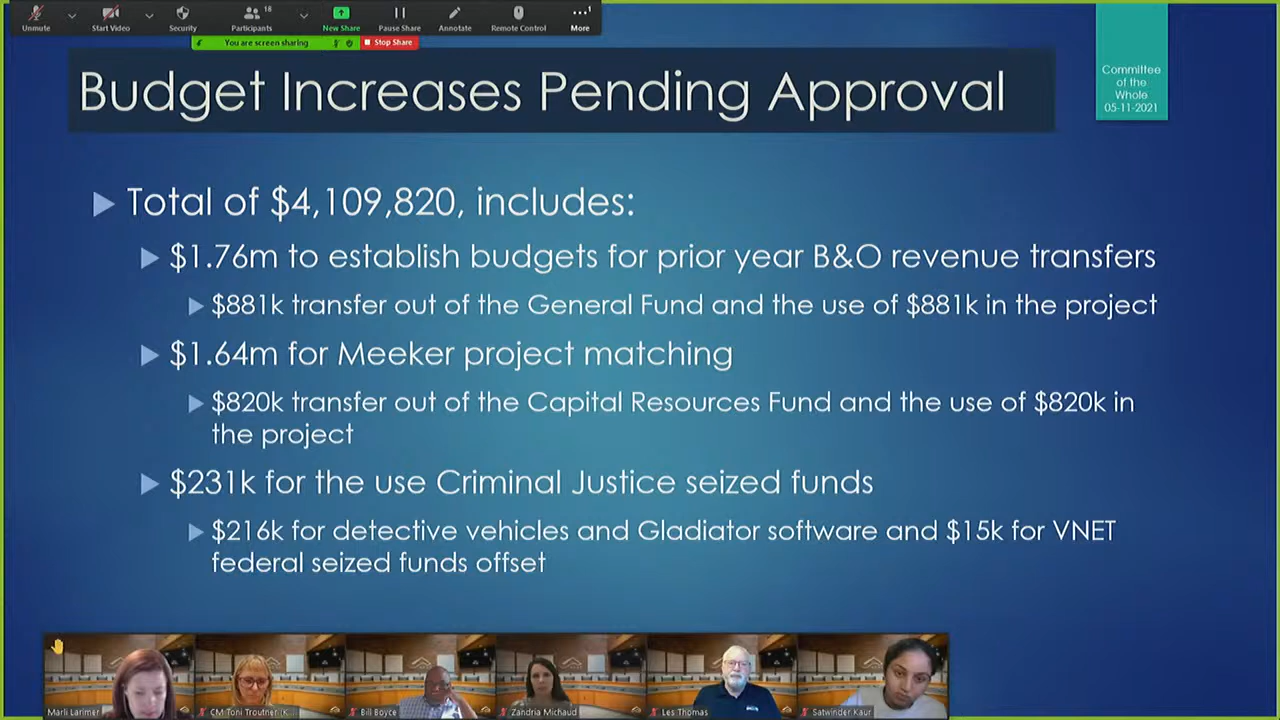 Unmute
Start Video
Security
Participants
18
New Share
Pause Share
Annotate
Remote Control
More
1
You are screen sharing
Stop Share
Budget Increases Pending Approval
Committee
of the
Whole
05-11-2021
Total of $4,109,820, includes:
$1.76m to establish budgets for prior year B&O revenue transfers
$881k transfer out of the General Fund and the use of $881k in the project
$1.64m for Meeker project matching
$820k transfer out of the Capital Resources Fund and the use of $820k in
the project
$231k for the use Criminal Justice seized funds
$216k for detective vehicles and Gladiator software and $15k for VNET
federal seized funds offset
Marli Larimer
CM Toni Troutner (K...
Bill Boyce
Zandria Michaud
Les Thomas
Satwinder Kaur